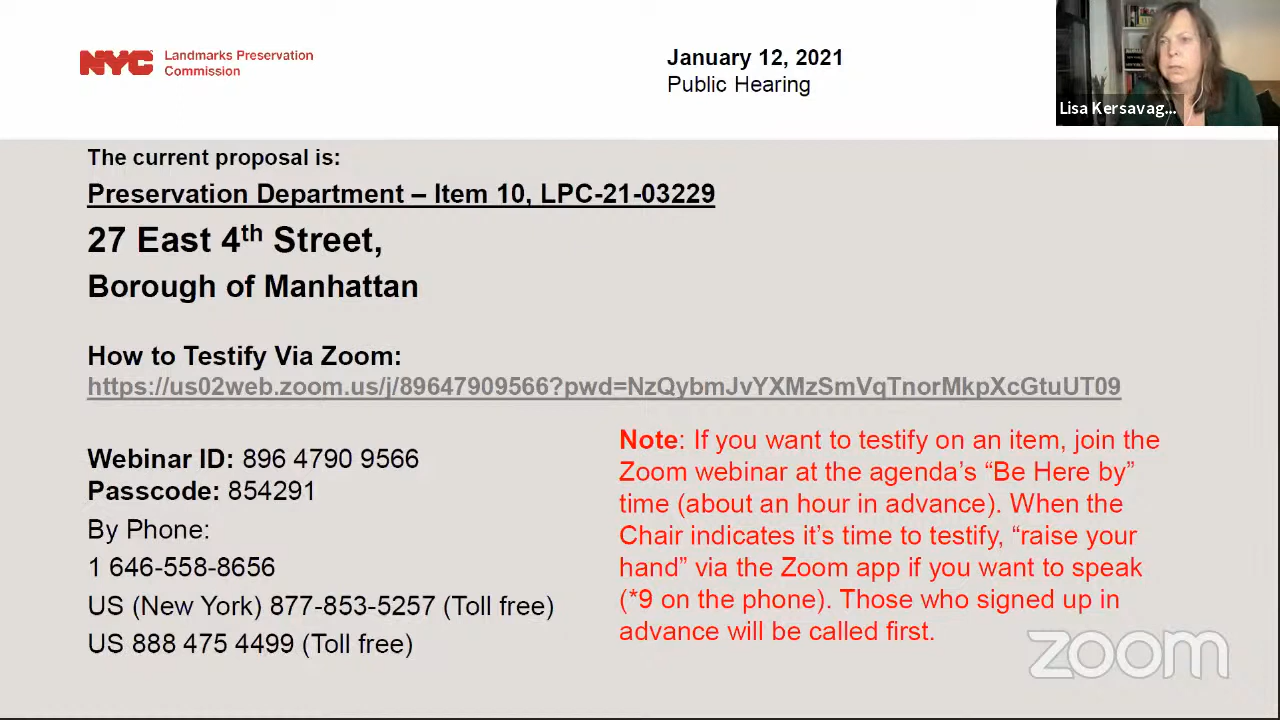 NYC Landmarks Preservation
Commission
January 12, 2021
Public Hearing
Lisa Kersavag...
The current proposal is:
Preservation Department – Item 10, LPC-21-03229
27 East 4th Street,
Borough of Manhattan
How to Testify Via Zoom:
https://us02web.zoom.us/j/89647909566?pwd=NzQybmJvYXMzSmVqTnorMkpXcGtuUT09
Webinar ID: 896 4790 9566
Passcode: 854291
By Phone:
1 646-558-8656
US (New York) 877-853-5257 (Toll free)
US 888 475 4499 (Toll free)
Note: If you want to testify on an item, join the
Zoom webinar at the agenda’s “Be Here by”
time (about an hour in advance). When the
Chair indicates it’s time to testify, “raise your
hand” via the Zoom app if you want to speak
(*9 on the phone). Those who signed up in
advance will be called first.
zoom